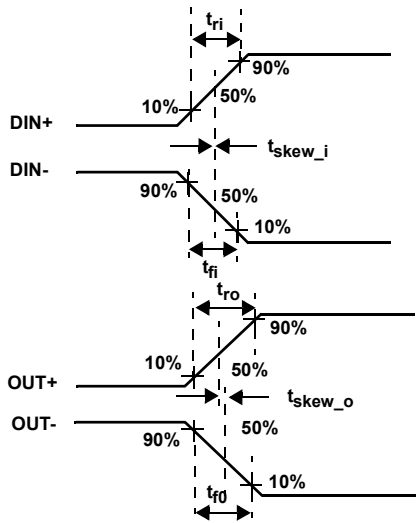 tri
90%
10%
50%
DIN+
tskew_i
DIN-
90%
50%
10%
tfi
tro
90%
10%
50%
OUT+
tskew_o
OUT-
50%
90%
10%
tf0